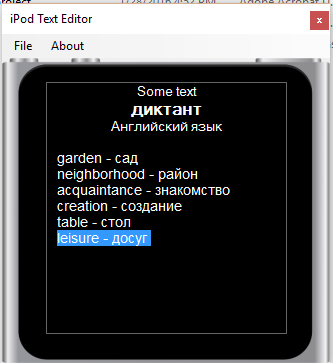 iPod Text Editor
x
File About
Some text
диктант
Английский язык
garden - сад
neighborhood - район
acquaintance - знакомство
creation - создание
table - стол
leisure - досуг